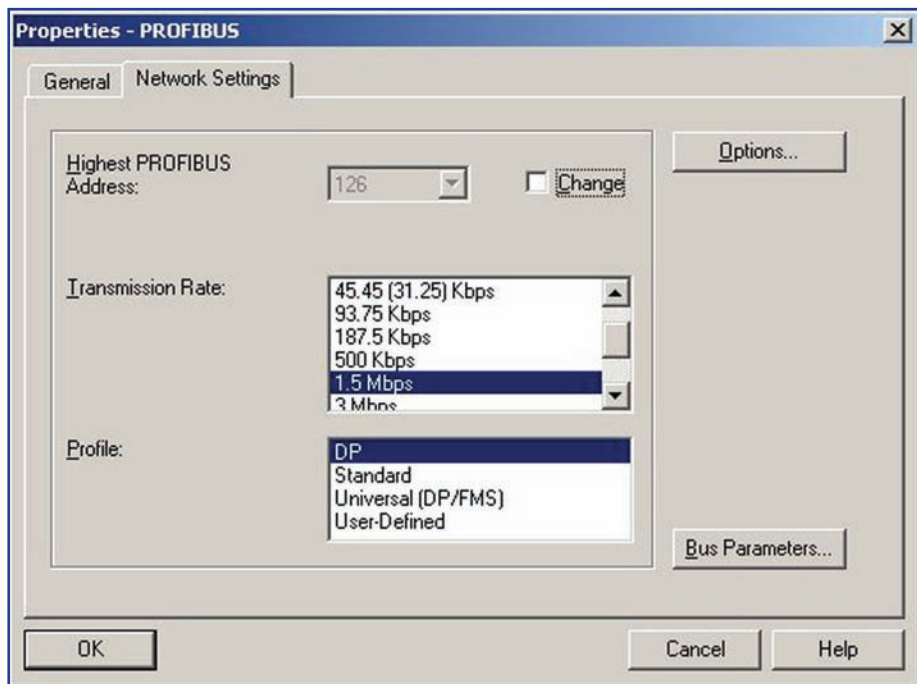 Properties - PROFIBUS
General
Network Settings
Highest PROFIBUS
Address:
126
Change
Options...
Transmission Rate:
45.45 (31.25) Kbps
93.75 Kbps
187.5 Kbps
500 Kbps
1.5 Mbps
3 Mbps
Profile:
DP
Standard
Universal (DP/FMS)
User-Defined
Bus Parameters...
OK
Cancel
Help